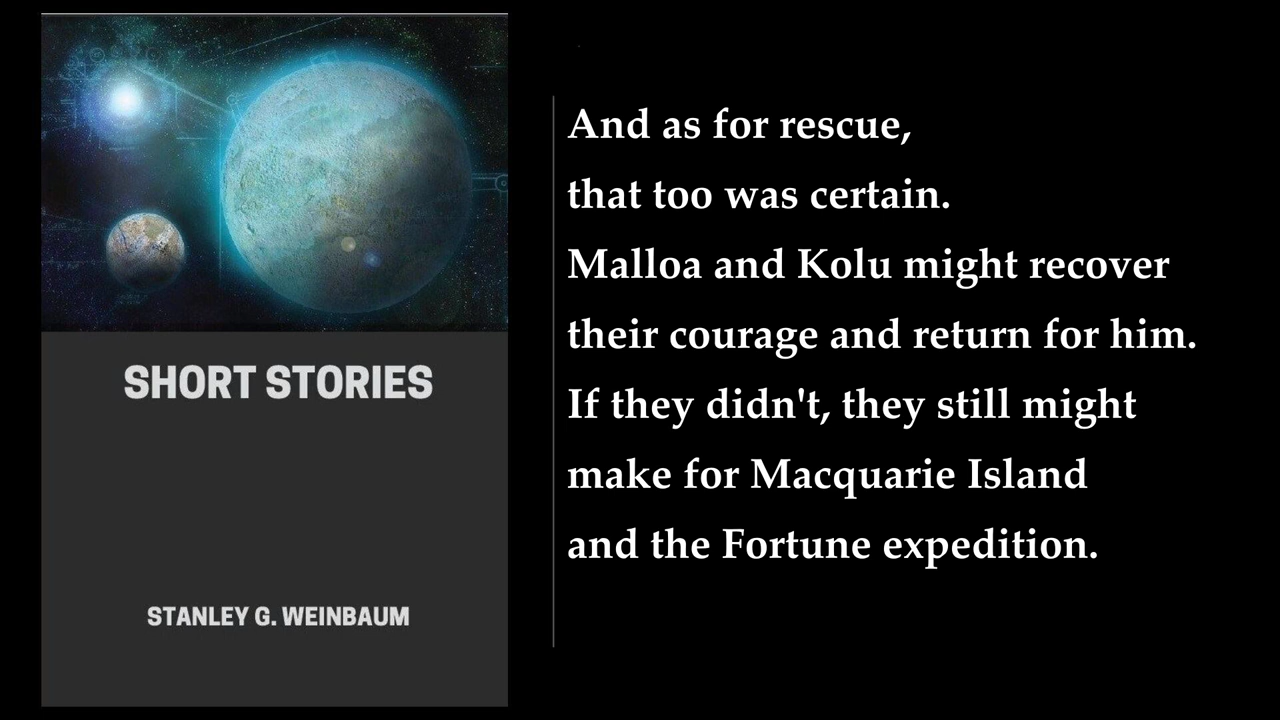 SHORT STORIES
STANLEY G. WEINBAUM
And as for rescue,
that too was certain.
Malloa and Kolu might recover
their courage and return for him.
If they didn't, they still might
make for Macquarie Island
and the Fortune expedition.